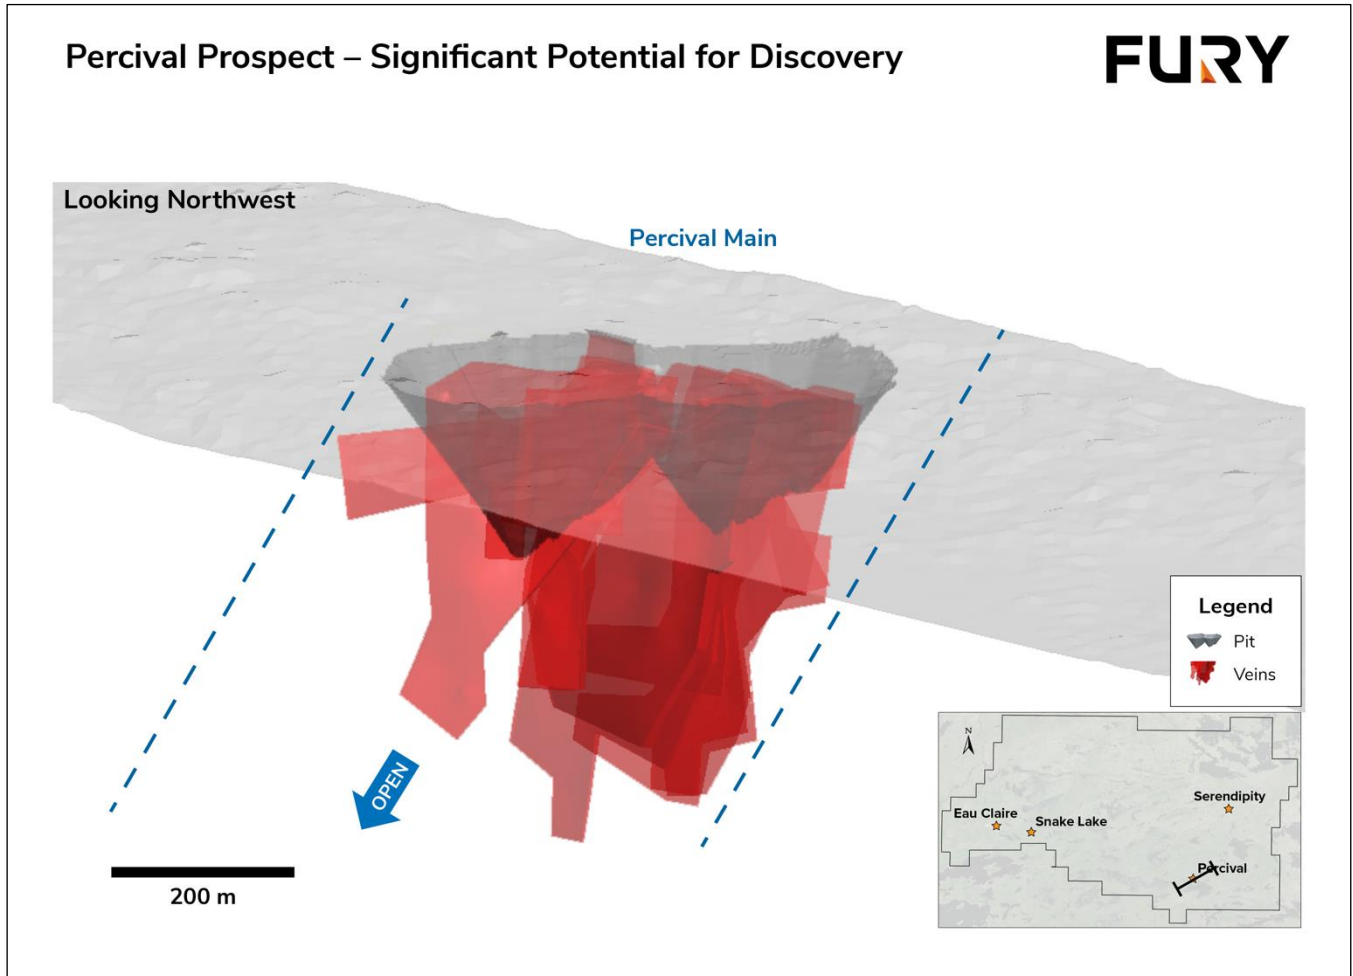 Percival Prospect – Significant Potential for Discovery
FURY
Looking Northwest
Percival Main
OPEN
200 m
Legend
Pit
Veins
N
Serendipity
Eau Claire
Snake Lake
Percival